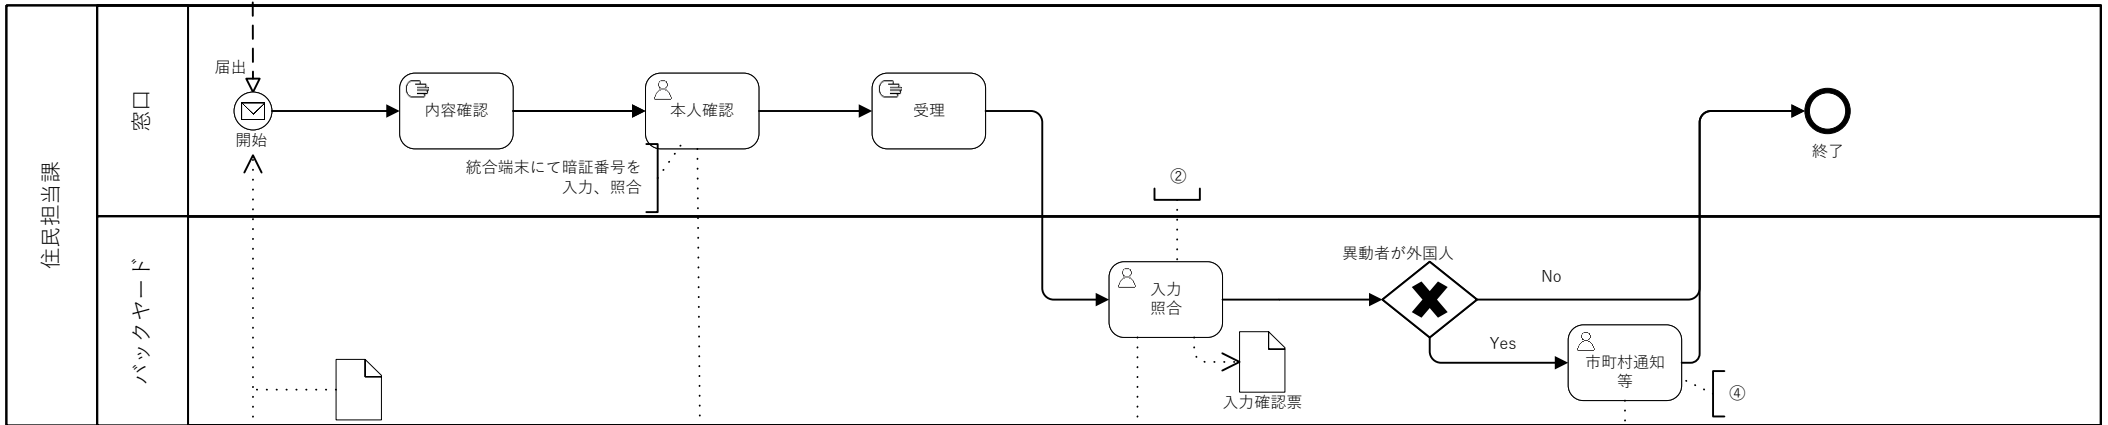 住民担当課
窓口
届出
開始
内容確認
本人確認
統合端末にて暗証番号を
入力、照合
受理
②
終了
バックヤード
入力
照合
入力確認票
異動者が外国人
No
Yes
市町村通知
等
④